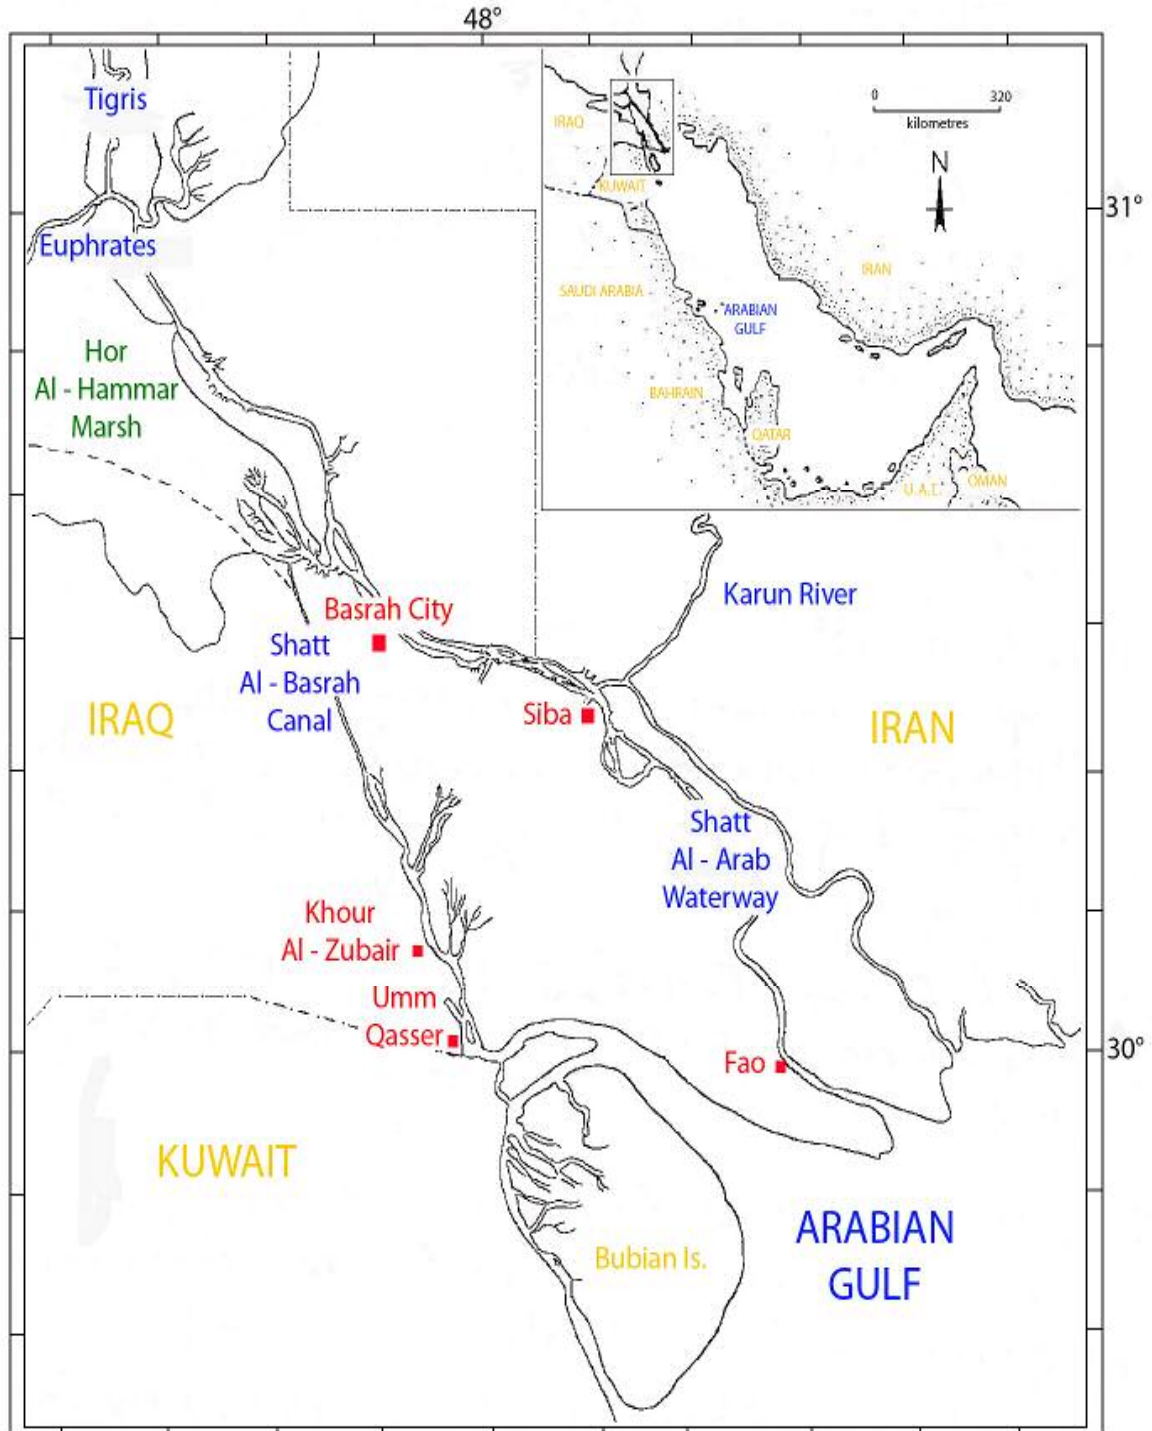 48°
Tigris
Euphrates
Hor
Al - Hammar
Marsh
0 320
kilometres
N
IRAQ
KUWAIT
SAUDI ARABIA
IRAN
ARABIAN
GULF
BAHRAIN
QATAR
U.A.E.
OMAN
31°
Karun River
Basrah City
Shatt
Al - Basrah
Canal
IRAQ
Siba
IRAN
Shatt
Al - Arab
Waterway
Khour
Al - Zubair
Umm
Qasser
Fao
30°
KUWAIT
ARABIAN
GULF
Bubian Is.